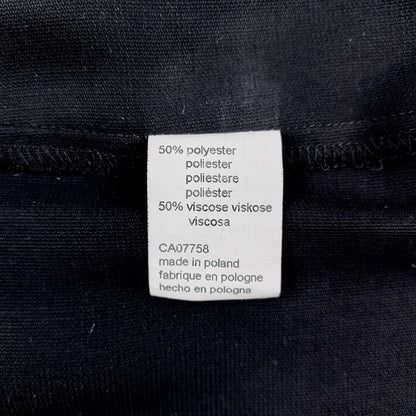 50% polyester
poliester
poliestere
poliéster
50% viscose viskose
viscosa
CA07758
made in poland
fabrique en pologne
hecho en pologna